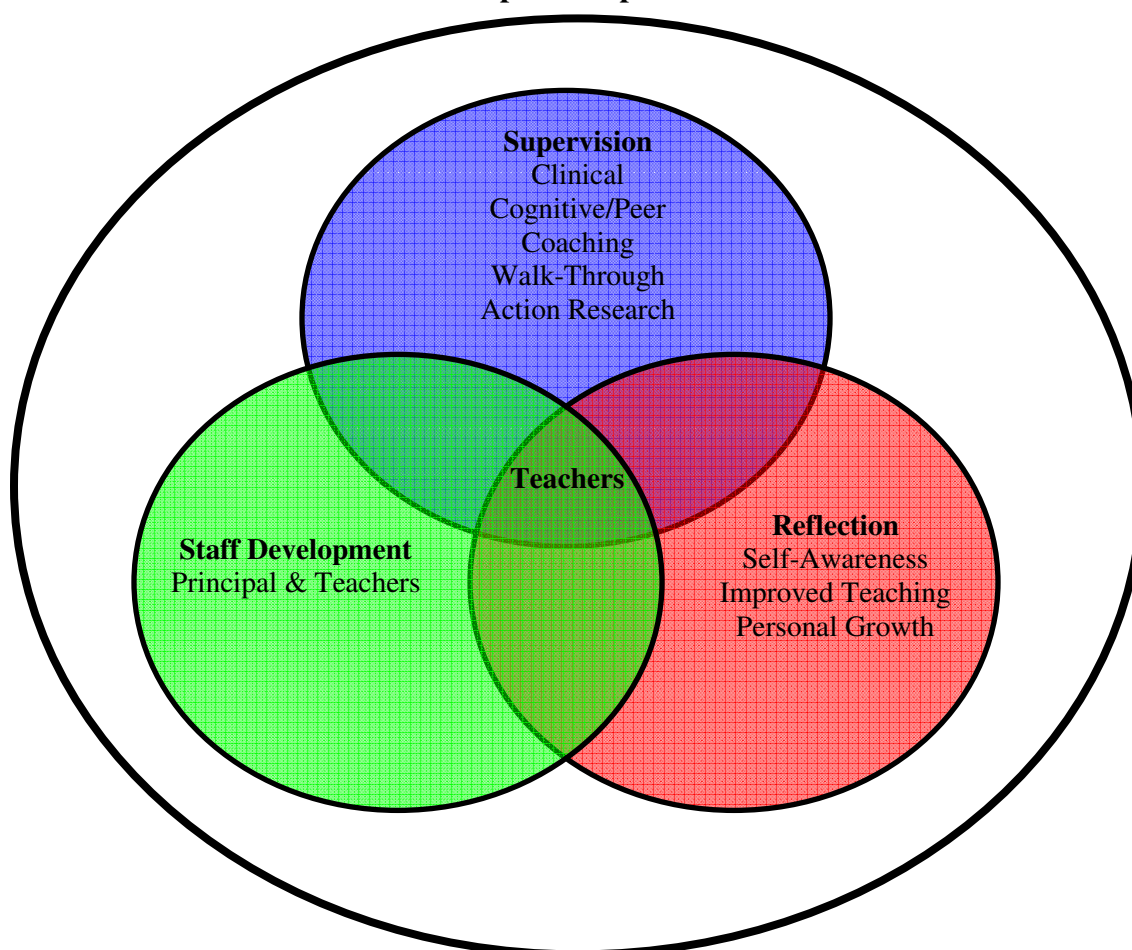 Supervision
Clinical
Cognitive/Peer
Coaching
Walk-Through
Action Research
Teachers
Staff Development
Principal & Teachers
Reflection
Self-Awareness
Improved Teaching
Personal Growth